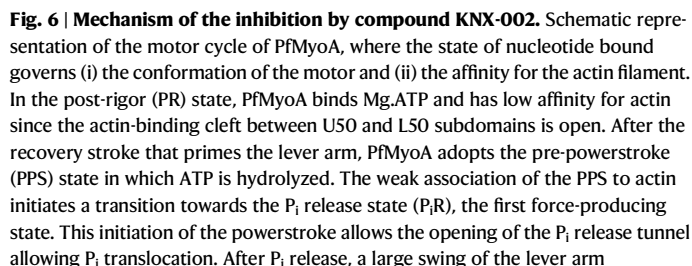 Fig. 6 | Mechanism of the inhibition by compound KNX-002. Schematic repre-
sentation of the motor cycle of PfMyoA, where the state of nucleotide bound
governs (i) the conformation of the motor and (ii) the affinity for the actin filament.
In the post-rigor (PR) state, PfMyoA binds Mg.ATP and has low affinity for actin
since the actin-binding cleft between U50 and L50 subdomains is open. After the
recovery stroke that primes the lever arm, PfMyoA adopts the pre-powerstroke
(PPS) state in which ATP is hydrolyzed. The weak association of the PPS to actin
initiates a transition towards the Pi release state (PiR), the first force-producing
state. This initiation of the powerstroke allows the opening of the Pi release tunnel
allowing Pi translocation. After Pi release, a large swing of the lever arm